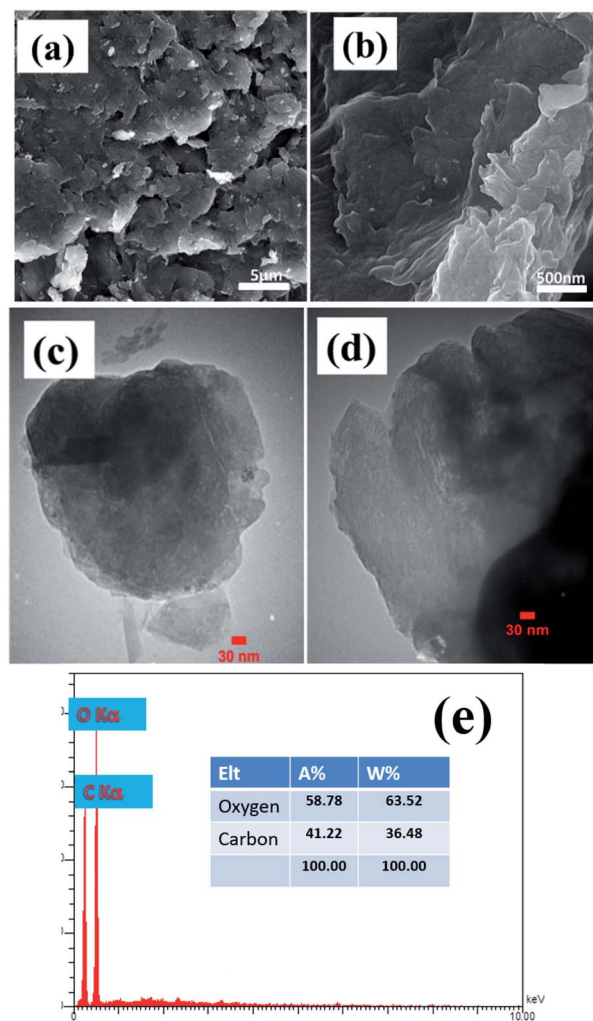 (a)
(b)
5µm
500nm
(c)
(d)
30 nm
30 nm
(e)
O Kα
C Kα
Elt A% W%
Oxygen 58.78 63.52
Carbon 41.22 36.48
100.00 100.00
keV
0
10.00